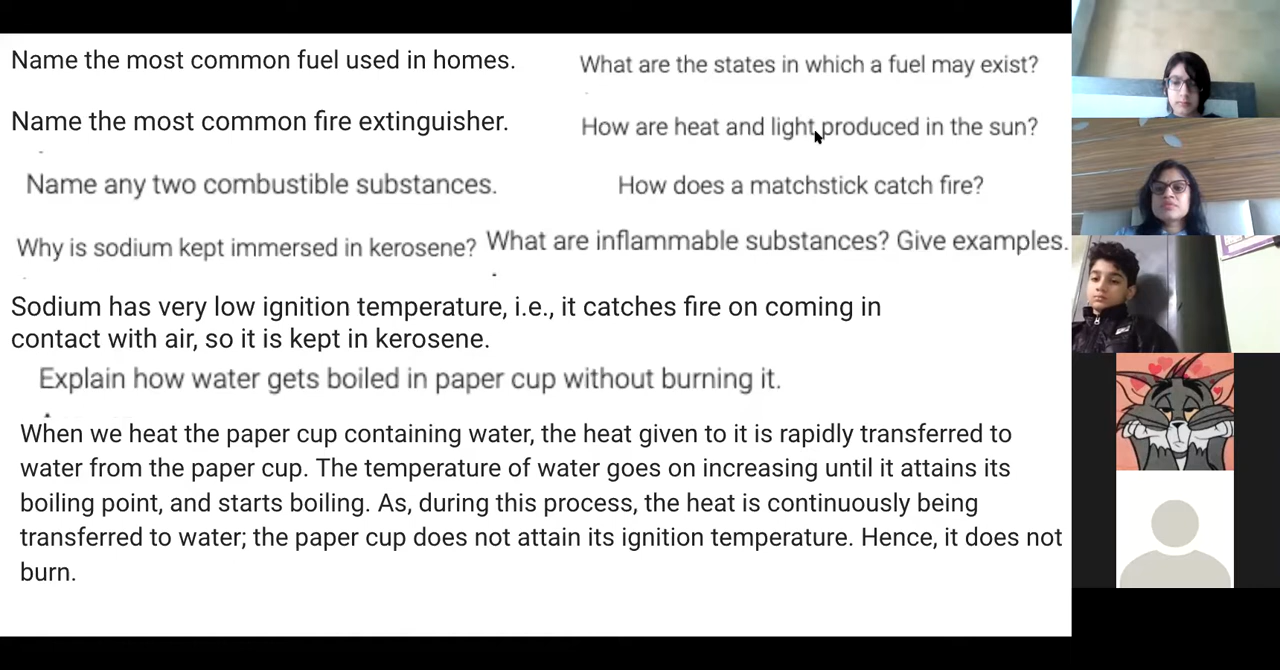 Name the most common fuel used in homes.
What are the states in which a fuel may exist?
Name the most common fire extinguisher.
How are heat and light produced in the sun?
Name any two combustible substances.
How does a matchstick catch fire?
Why is sodium kept immersed in kerosene?
What are inflammable substances? Give examples.
Sodium has very low ignition temperature, i.e., it catches fire on coming in
contact with air, so it is kept in kerosene.
Explain how water gets boiled in paper cup without burning it.
When we heat the paper cup containing water, the heat given to it is rapidly transferred to
water from the paper cup. The temperature of water goes on increasing until it attains its
boiling point, and starts boiling. As, during this process, the heat is continuously being
transferred to water; the paper cup does not attain its ignition temperature. Hence, it does not
burn.